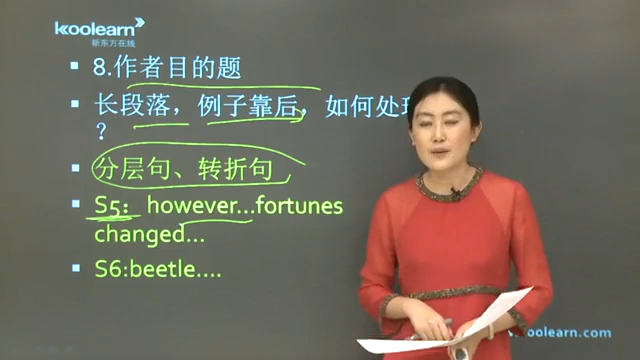 koolearn
新东方在线
8.作者目的题
长段落，例子靠后，如何处
？
分层句、转折句
S5：however...fortunes
changed...
S6:beetle....
oolearn.com